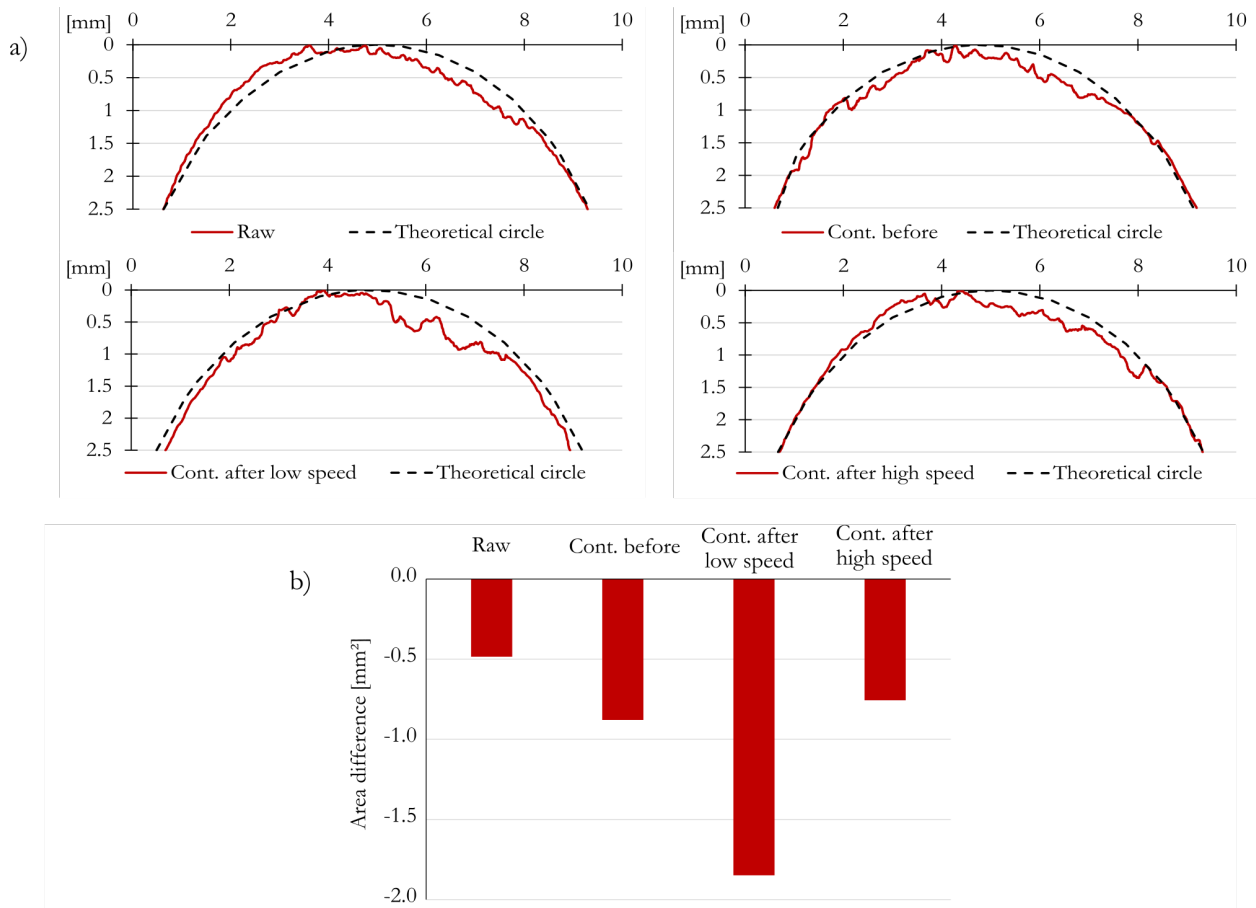 a)
[mm] 0 2 4 6 8 10
0
0.5
1
1.5
2
2.5
Raw Theoretical circle
[mm] 0 2 4 6 8 10
0
0.5
1
1.5
2
2.5
Cont. before Theoretical circle
[mm] 0 2 4 6 8 10
0
0.5
1
1.5
2
2.5
Cont. after low speed Theoretical circle
[mm] 0 2 4 6 8 10
0
0.5
1
1.5
2
2.5
Cont. after high speed Theoretical circle
b)
Raw
Cont. before
Cont. after
low speed
Cont. after
high speed
Area difference [mm²]
0.0
-0.5
-1.0
-1.5
-2.0